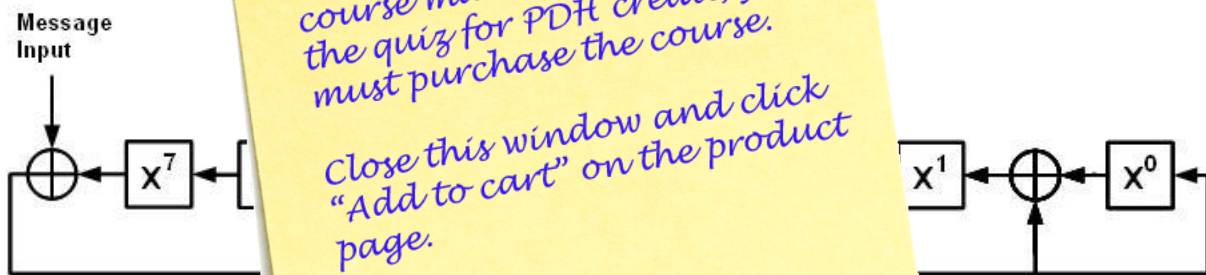 Message
Input
course
the quiz for PDH
must purchase the course.
Close this window and click
“Add to cart” on the product
page.
X⁷
X¹
X⁰